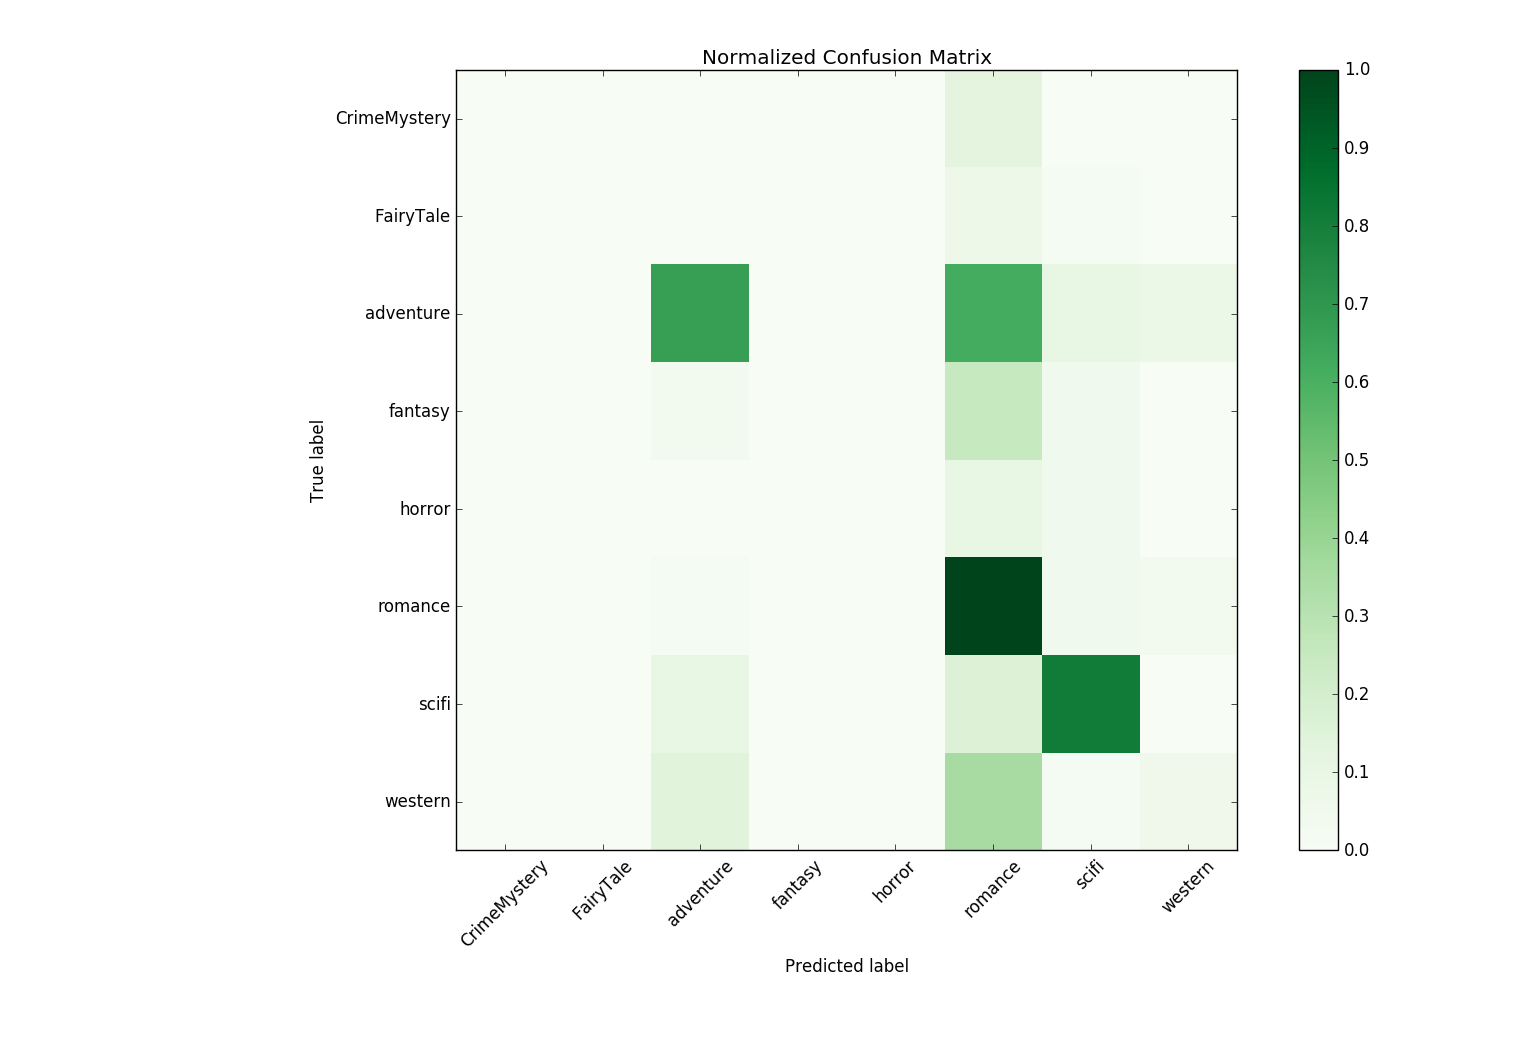 Normalized Confusion Matrix
CrimeMystery
FairyTale
adventure
fantasy
horror
romance
scifi
western
True label
CrimeMystery
FairyTale
adventure
fantasy
horror
romance
scifi
western
Predicted label
1.0
0.9
0.8
0.7
0.6
0.5
0.4
0.3
0.2
0.1
0.0